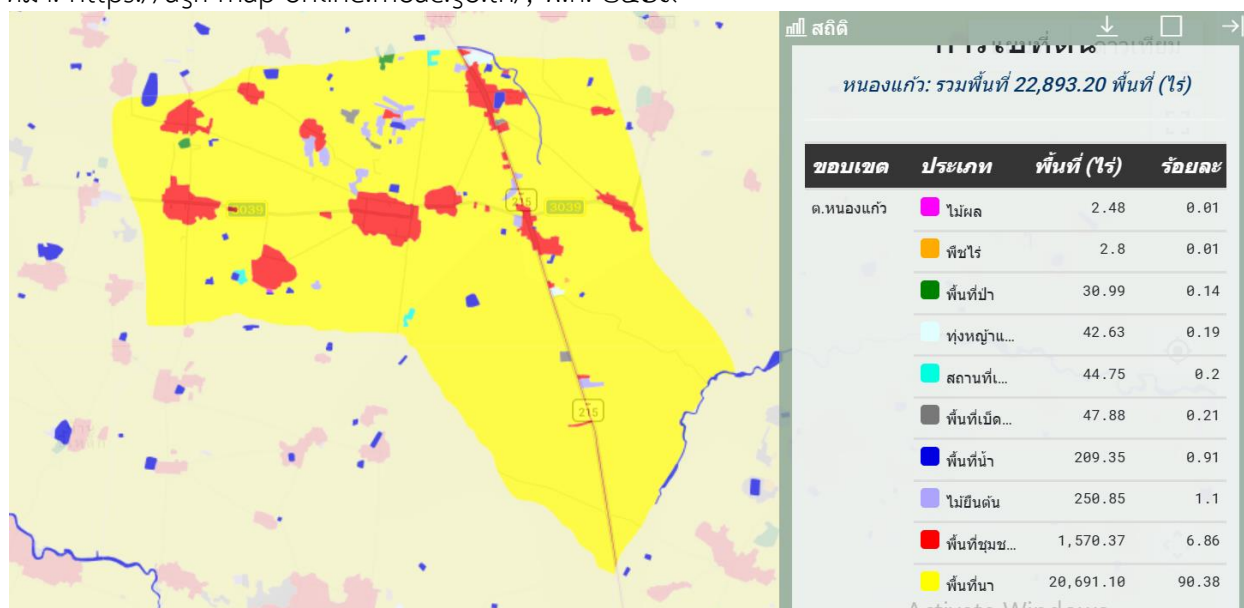 สถิติ
หนองแก้ว: รวมพื้นที่ 22,893.20 พื้นที่ (ไร่)
ขอบเขต ประเภท พื้นที่ (ไร่) ร้อยละ
ต.หนองแก้ว ไม้ผล 2.48 0.01
พืชไร่ 2.8 0.01
พื้นที่ป่า 30.99 0.14
ทุ่งหญ้าแ... 42.63 0.19
สถานที่เ... 44.75 0.2
พื้นที่เบ็ด... 47.88 0.21
พื้นที่น้ำ 209.35 0.91
ไม้ยืนต้น 250.85 1.1
พื้นที่ชุมช... 1,570.37 6.86
พื้นที่นา 20,691.10 90.38
215
3039
3039
215